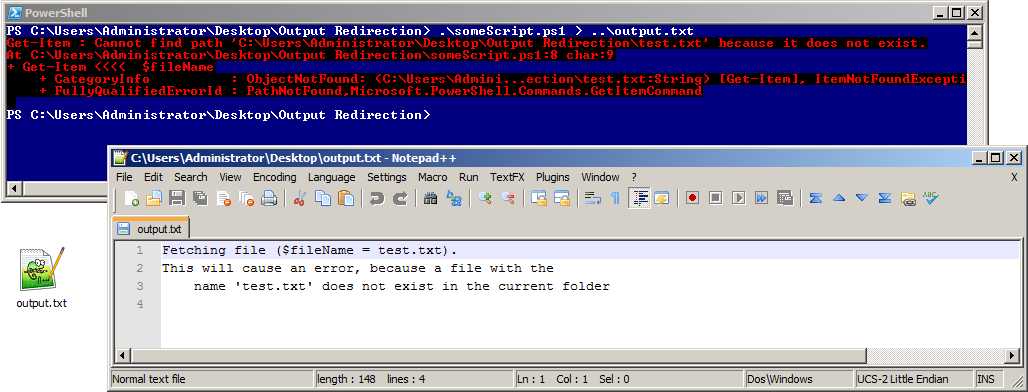 PowerShell
PS C:\Users\Administrator\Desktop\Output Redirection> .\someScript.ps1 > ..\output.txt
Get-Item : Cannot find path 'C:\Users\Administrator\Desktop\Output Redirection\test.txt' because it does not exist.
At C:\Users\Administrator\Desktop\Output Redirection\someScript.ps1:8 char:9
+ Get-Item <<<<  $fileName
    + CategoryInfo          : ObjectNotFound: (C:\Users\Admini...ection\test.txt:String) [Get-Item], ItemNotFoundExcepti
    + FullyQualifiedErrorId : PathNotFound,Microsoft.PowerShell.Commands.GetItemCommand
PS C:\Users\Administrator\Desktop\Output Redirection>
C:\Users\Administrator\Desktop\output.txt - Notepad++
File Edit Search View Encoding Language Settings Macro Run TextFX Plugins Window ? X
ABC
output.txt
1 Fetching file ($fileName = test.txt).
2 This will cause an error, because a file with the
3     name 'test.txt' does not exist in the current folder
4
output.txt
Normal text file length : 148 lines : 4 Ln : 1 Col : 1 Sel : 0 Dos\Windows UCS-2 Little Endian INS